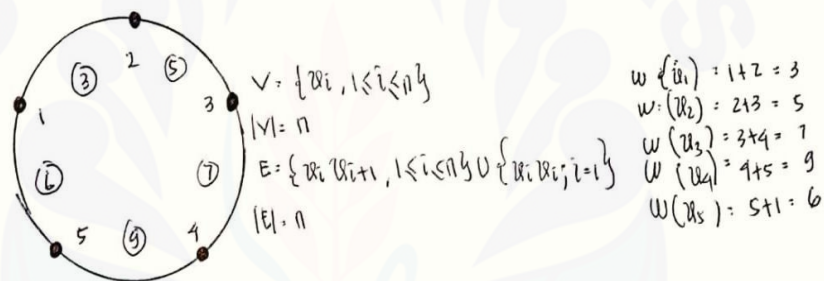 2
③ ⑤
1 3
⑥ ⑦
5 ⑨ 4
V = {vi, 1≤i≤n}
|V| = n
E = {vi vi+1, 1≤i≤n} ∪ {vi vi; i=1}
|E| = n
w {v1) = 1+2 = 3
w: (v2) = 2+3 = 5
w (v3) = 3+4 = 7
w (v4) = 4+5 = 9
w (v5) = 5+1 = 6